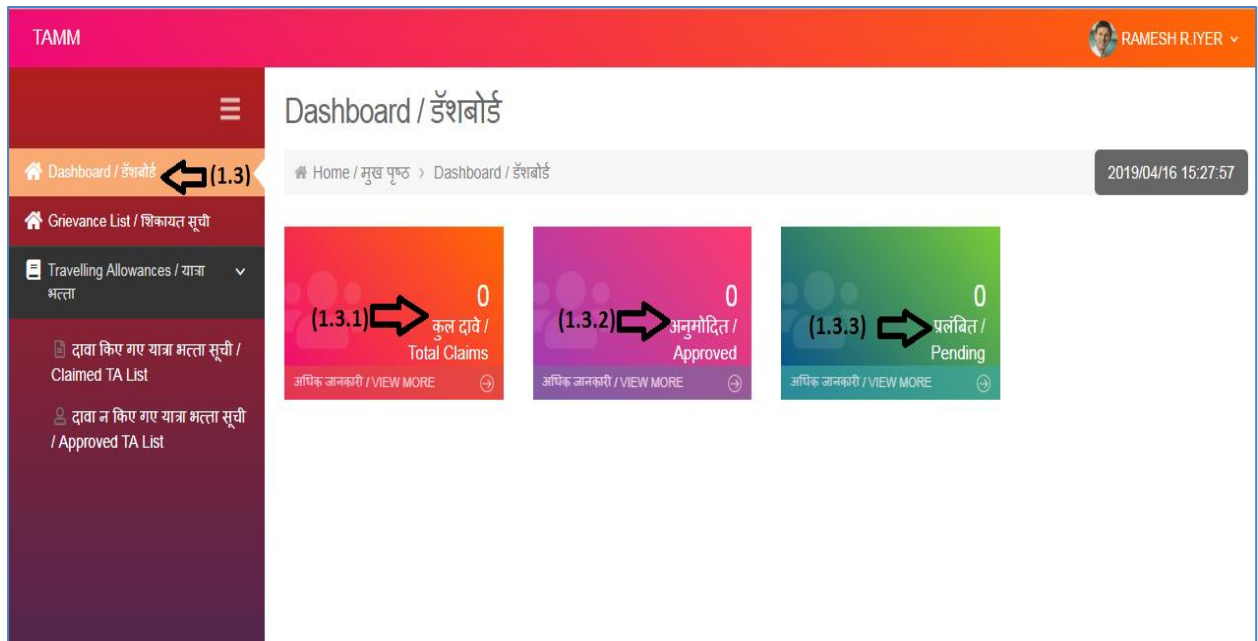 TAMM
RAMESH R.IYER
Dashboard / डॅशबोर्ड
Dashboard / डॅशबोर्ड (1.3)
Home / मुख पृष्ठ > Dashboard / डॅशबोर्ड
2019/04/16 15:27:57
Grievance List / शिकायत सूची
Travelling Allowances / यात्रा
भत्ता
दावा किए गए यात्रा भत्ता सूची /
Claimed TA List
दावा न किए गए यात्रा भत्ता सूची
/ Approved TA List
0
(1.3.1) कुल दावे /
Total Claims
अधिक जानकारी / VIEW MORE
0
(1.3.2) अनुमोदित /
Approved
अधिक जानकारी / VIEW MORE
0
(1.3.3) प्रलंबित /
Pending
अधिक जानकारी / VIEW MORE